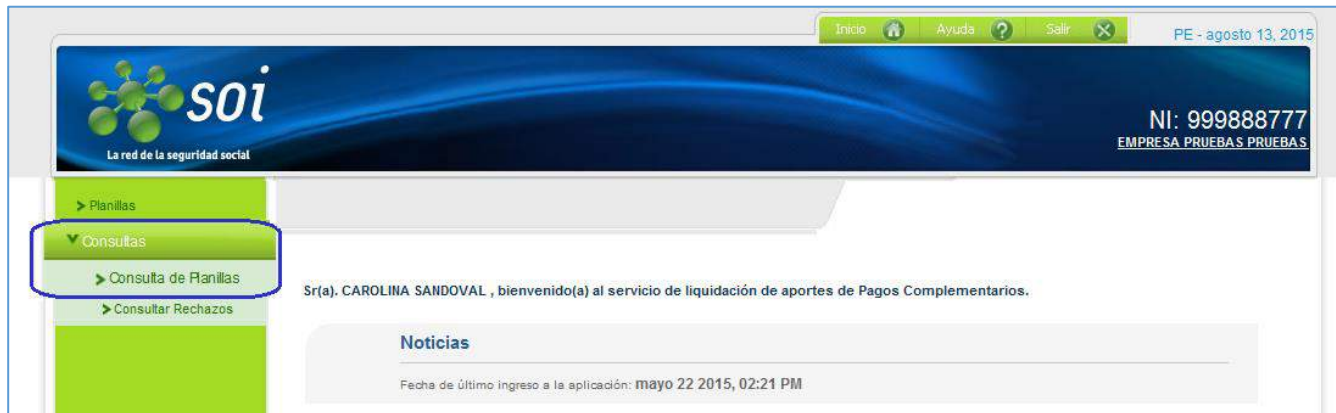 Inicio Ayuda ? Salir PE - agosto 13, 2015
soi
La red de la seguridad social
NI: 999888777
EMPRESA PRUEBAS PRUEBAS
Planillas
Consultas
Consulta de Planillas
Consultar Rechazos
Sr(a). CAROLINA SANDOVAL , bienvenido(a) al servicio de liquidación de aportes de Pagos Complementarios.
Noticias
Fecha de último ingreso a la aplicación: mayo 22 2015, 02:21 PM